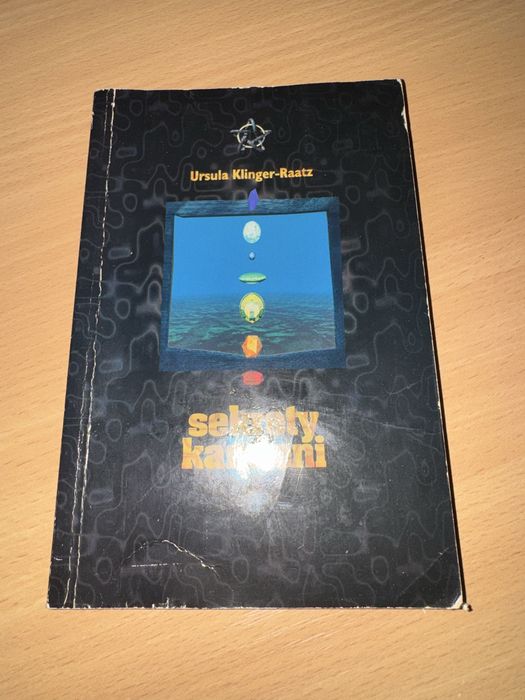 Ursula Klinger-Raatz
sekrety
kamieni